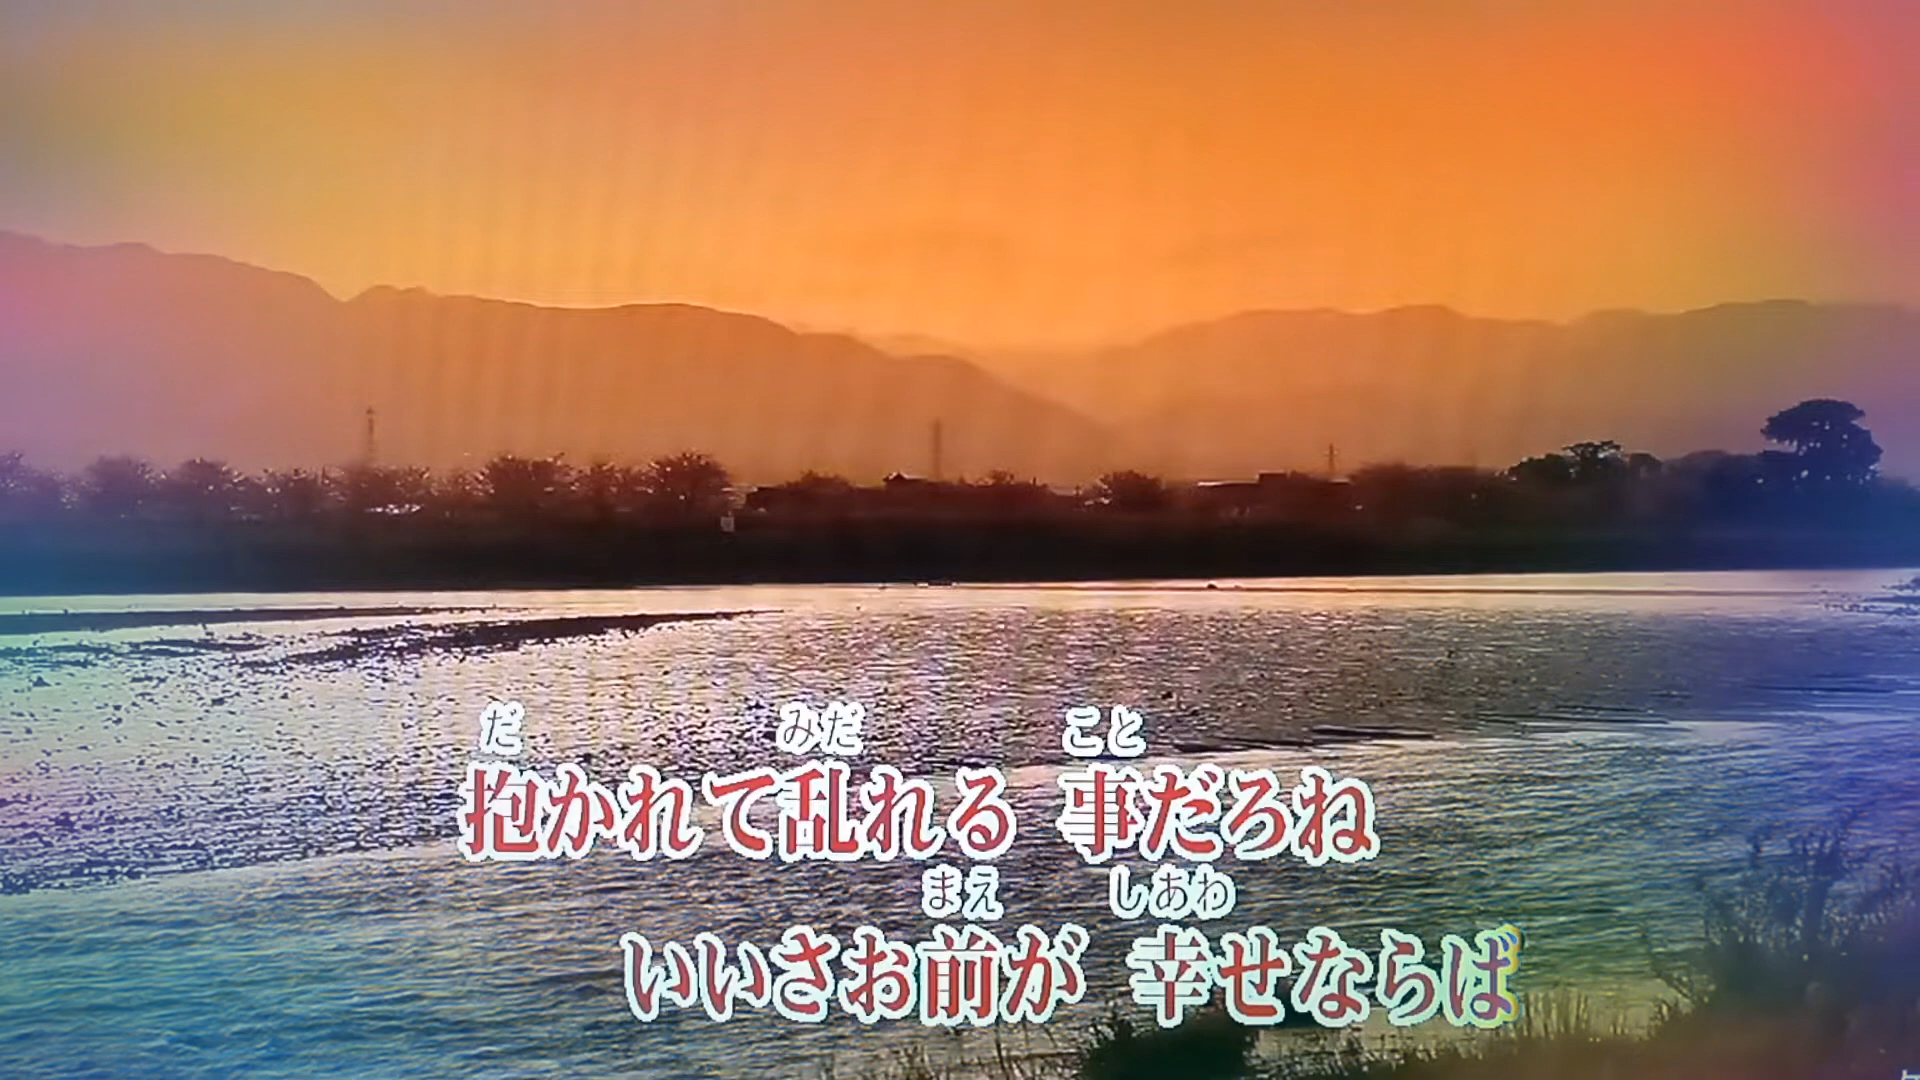 だ みだ こと
抱かれて乱れる 事だろね
まえ しあわ
いいさお前が 幸せならば